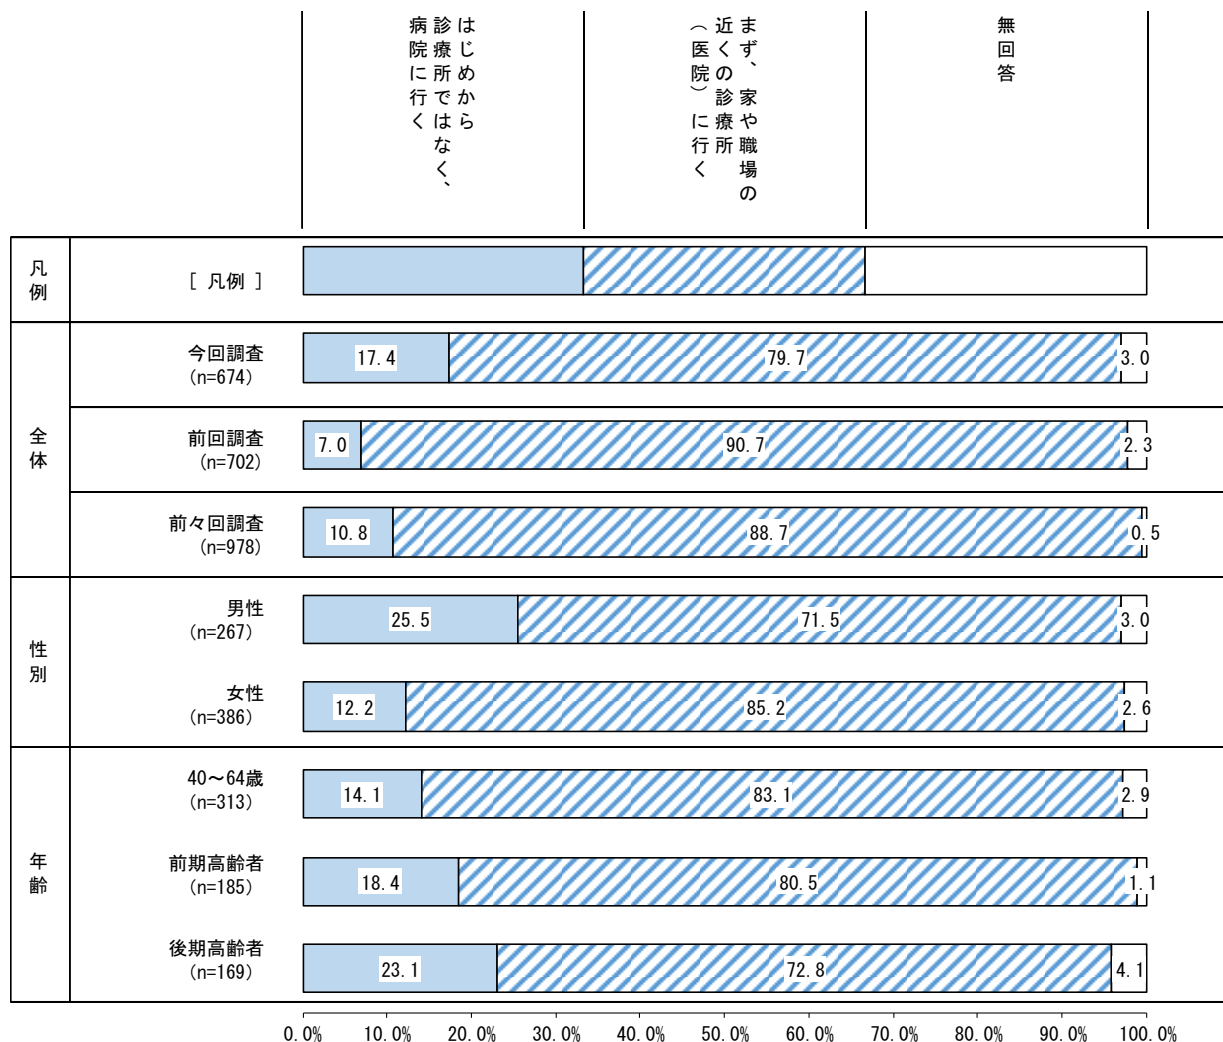 はじめから
診療所ではなく、
病院に行く
まず、家や職場の
近くの診療所
（医院）に行く
無回答
凡例
[ 凡例 ]
全体
今回調査
(n=674)
17.4
79.7
3.0
前回調査
(n=702)
7.0
90.7
2.3
前々回調査
(n=978)
10.8
88.7
0.5
性別
男性
(n=267)
25.5
71.5
3.0
女性
(n=386)
12.2
85.2
2.6
年齢
40～64歳
(n=313)
14.1
83.1
2.9
前期高齢者
(n=185)
18.4
80.5
1.1
後期高齢者
(n=169)
23.1
72.8
4.1
0.0% 10.0% 20.0% 30.0% 40.0% 50.0% 60.0% 70.0% 80.0% 90.0% 100.0%